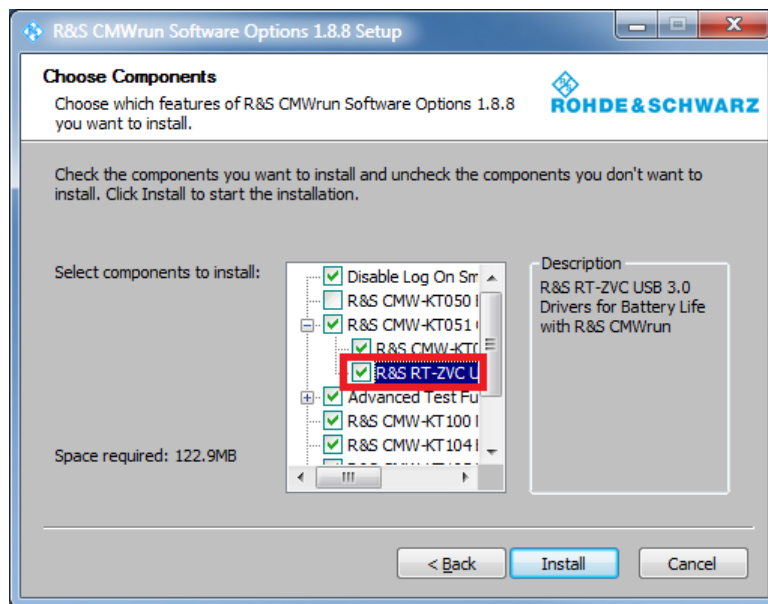 R&S CMWrun Software Options 1.8.8 Setup
Choose Components
Choose which features of R&S CMWrun Software Options 1.8.8
you want to install.
ROHDE&SCHWARZ
Check the components you want to install and uncheck the components you don't want to
install. Click Install to start the installation.
Select components to install:
Disable Log On Sm
R&S CMW-KT050
R&S CMW-KT051
R&S CMW-KT0
R&S RT-ZVC U
Advanced Test Fu
R&S CMW-KT100
R&S CMW-KT104
Space required: 122.9MB
Description
R&S RT-ZVC USB 3.0
Drivers for Battery Life
with R&S CMWrun
< Back
Install
Cancel